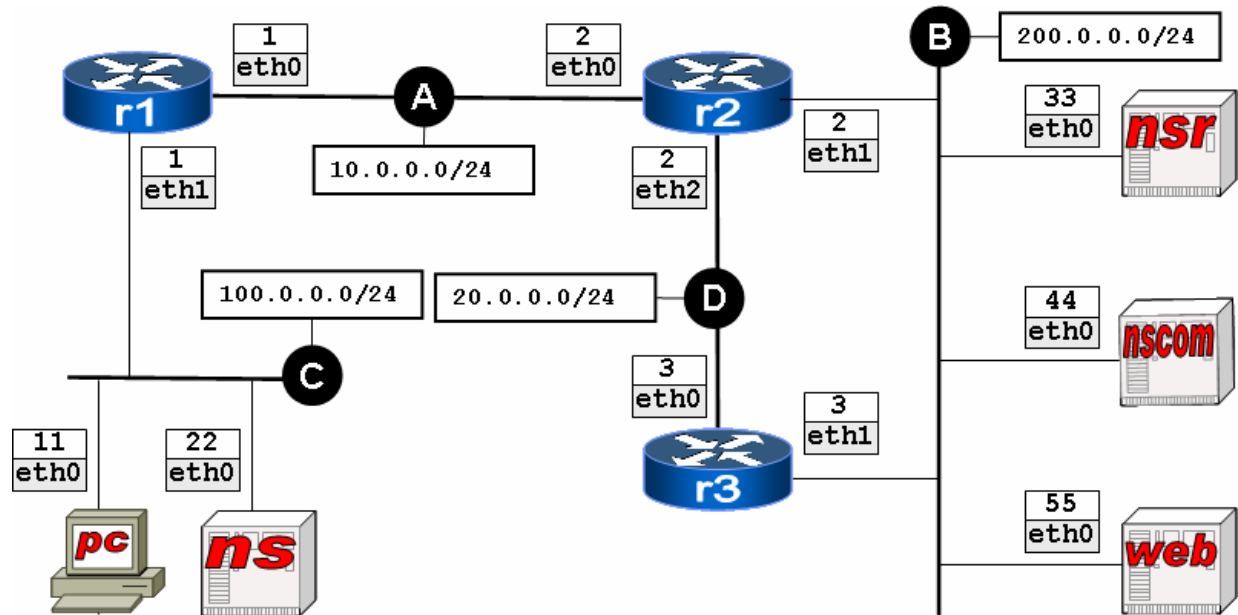 1
eth0
2
eth0
B
200.0.0.0/24
r1
A
r2
33
eth0
nsr
1
eth1
10.0.0.0/24
2
eth2
2
eth1
100.0.0.0/24
20.0.0.0/24
D
44
eth0
nscom
C
3
eth0
3
eth1
11
eth0
22
eth0
r3
55
eth0
web
pc
ns